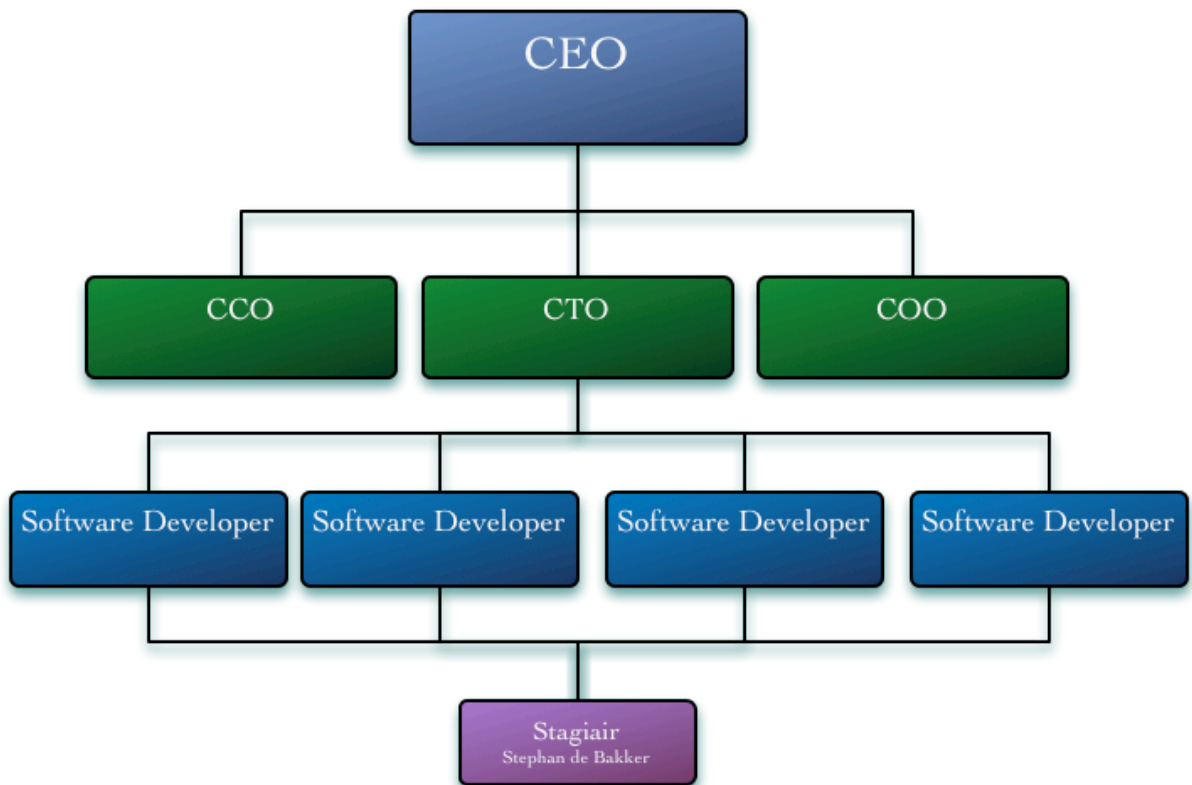 CEO
CCO
CTO
COO
Software Developer
Software Developer
Software Developer
Software Developer
Stagiair
Stephan de Bakker